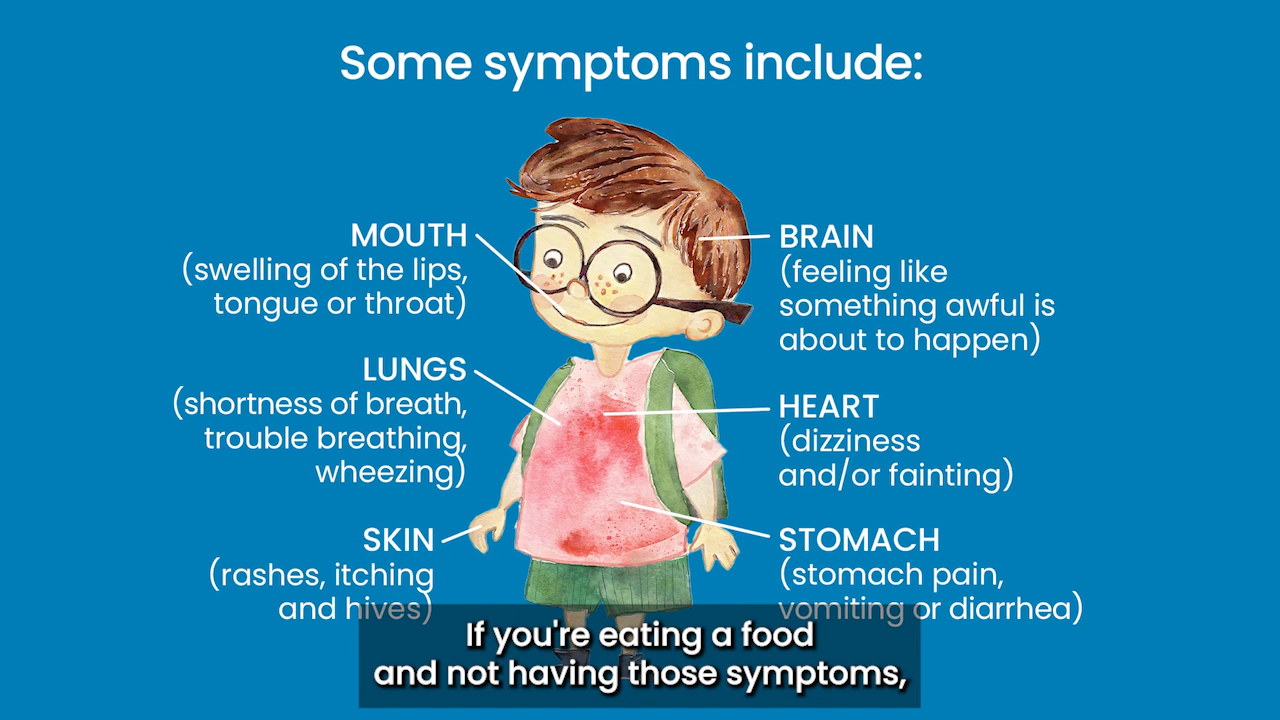 Some symptoms include:
MOUTH
(swelling of the lips,
tongue or throat)
LUNGS
(shortness of breath,
trouble breathing,
wheezing)
SKIN
(rashes, itching
and hives)
BRAIN
(feeling like
something awful is
about to happen)
HEART
(dizziness
and/or fainting)
STOMACH
(stomach pain,
vomiting or diarrhea)
If you're eating a food
and not having those symptoms,